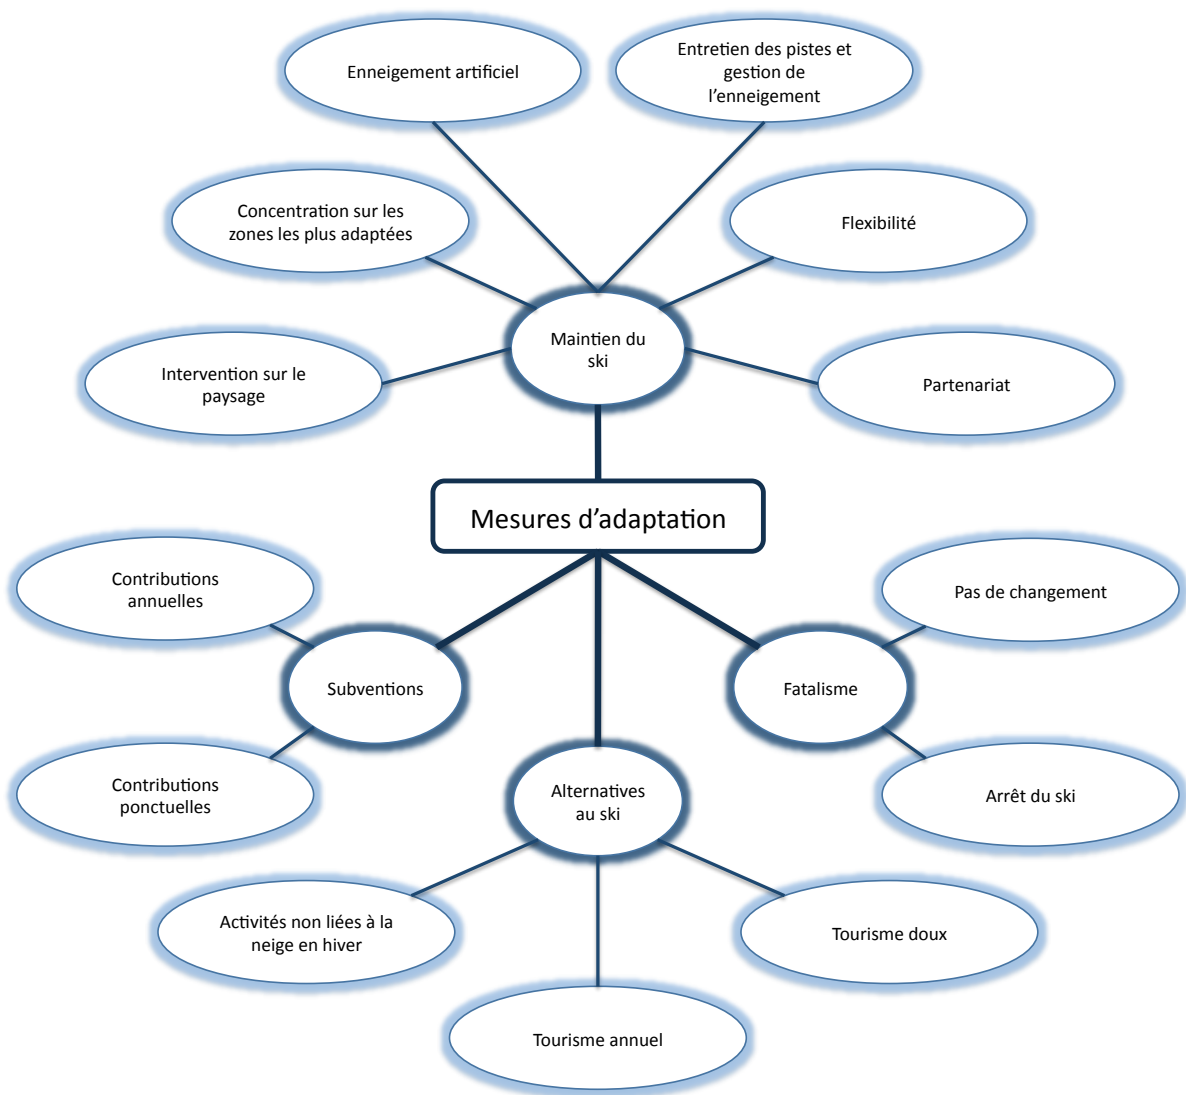 Enneigement artificiel
Entretien des pistes et
gestion de
l’enneigement
Concentration sur les
zones les plus adaptées
Flexibilité
Maintien du
ski
Intervention sur le
paysage
Partenariat
Mesures d’adaptation
Contributions
annuelles
Pas de changement
Subventions
Fatalisme
Contributions
ponctuelles
Alternatives
au ski
Arrêt du ski
Activités non liées à la
neige en hiver
Tourisme doux
Tourisme annuel